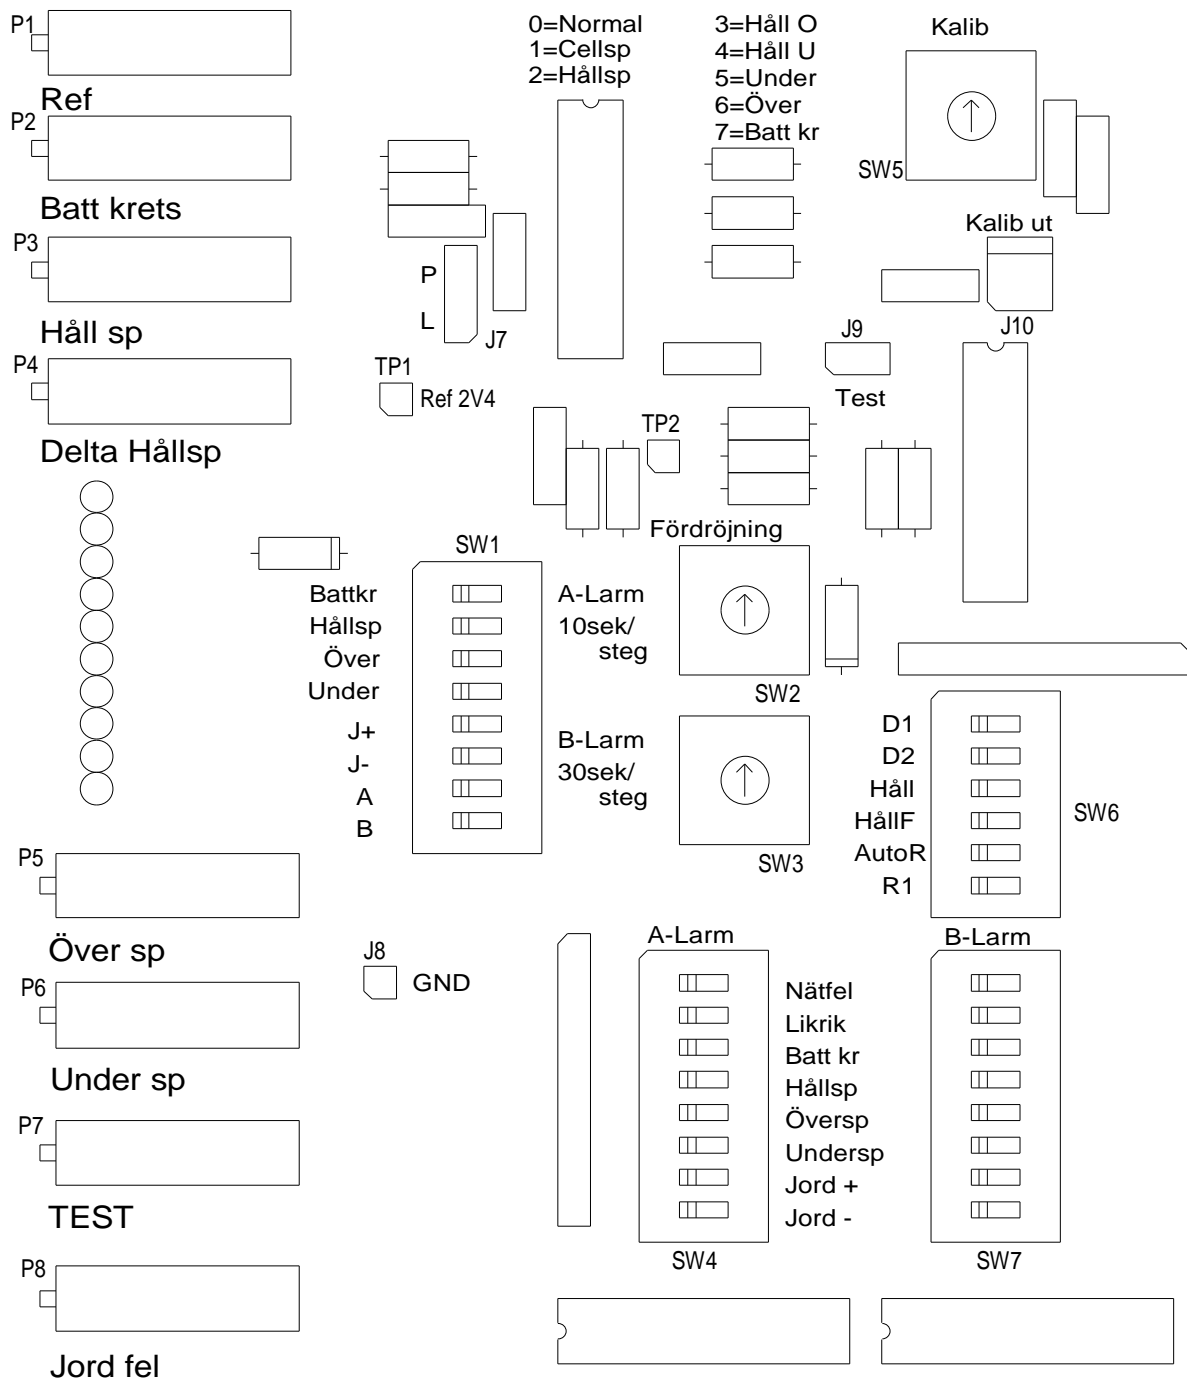 P1
Ref
P2
Batt krets
P3
Håll sp
P4
Delta Hållsp
0=Normal
1=Cellsp
2=Hållsp
3=Håll O
4=Håll U
5=Under
6=Över
7=Batt kr
Kalib
SW5
Kalib ut
J10
P
L
J7
TP1
Ref 2V4
J9
Test
TP2
Fördröjning
SW1
Battkr
Hållsp
Över
Under
J+
J-
A
B
A-Larm
10sek/
steg
SW2
B-Larm
30sek/
steg
SW3
D1
D2
Håll
HållF
AutoR
R1
SW6
P5
Över sp
P6
Under sp
P7
TEST
P8
Jord fel
J8
GND
A-Larm
B-Larm
Nätfel
Likrik
Batt kr
Hållsp
Översp
Undersp
Jord +
Jord -
SW4
SW7